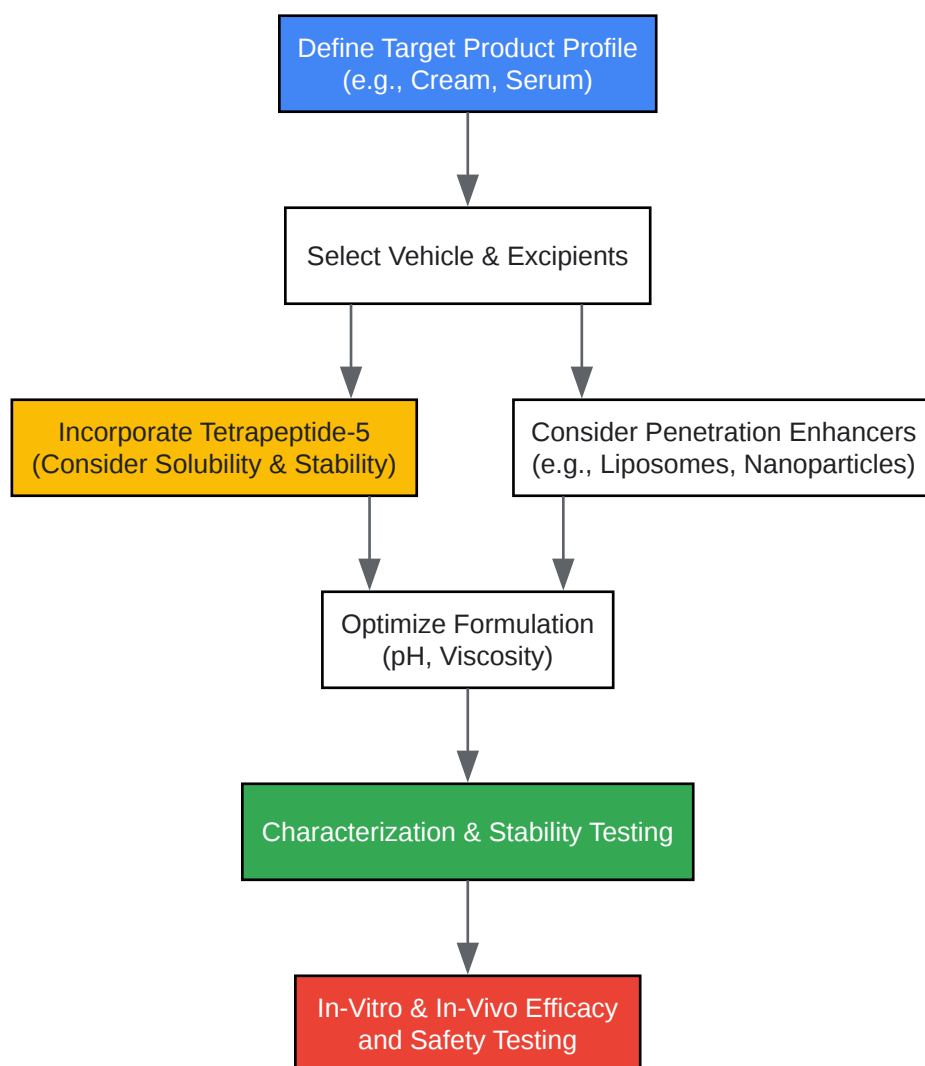 Define Target Product Profile
(e.g., Cream, Serum)
Select Vehicle & Excipients
Incorporate Tetrapeptide-5
(Consider Solubility & Stability)
Consider Penetration Enhancers
(e.g., Liposomes, Nanoparticles)
Optimize Formulation
(pH, Viscosity)
Characterization & Stability Testing
In-Vitro & In-Vivo Efficacy
and Safety Testing